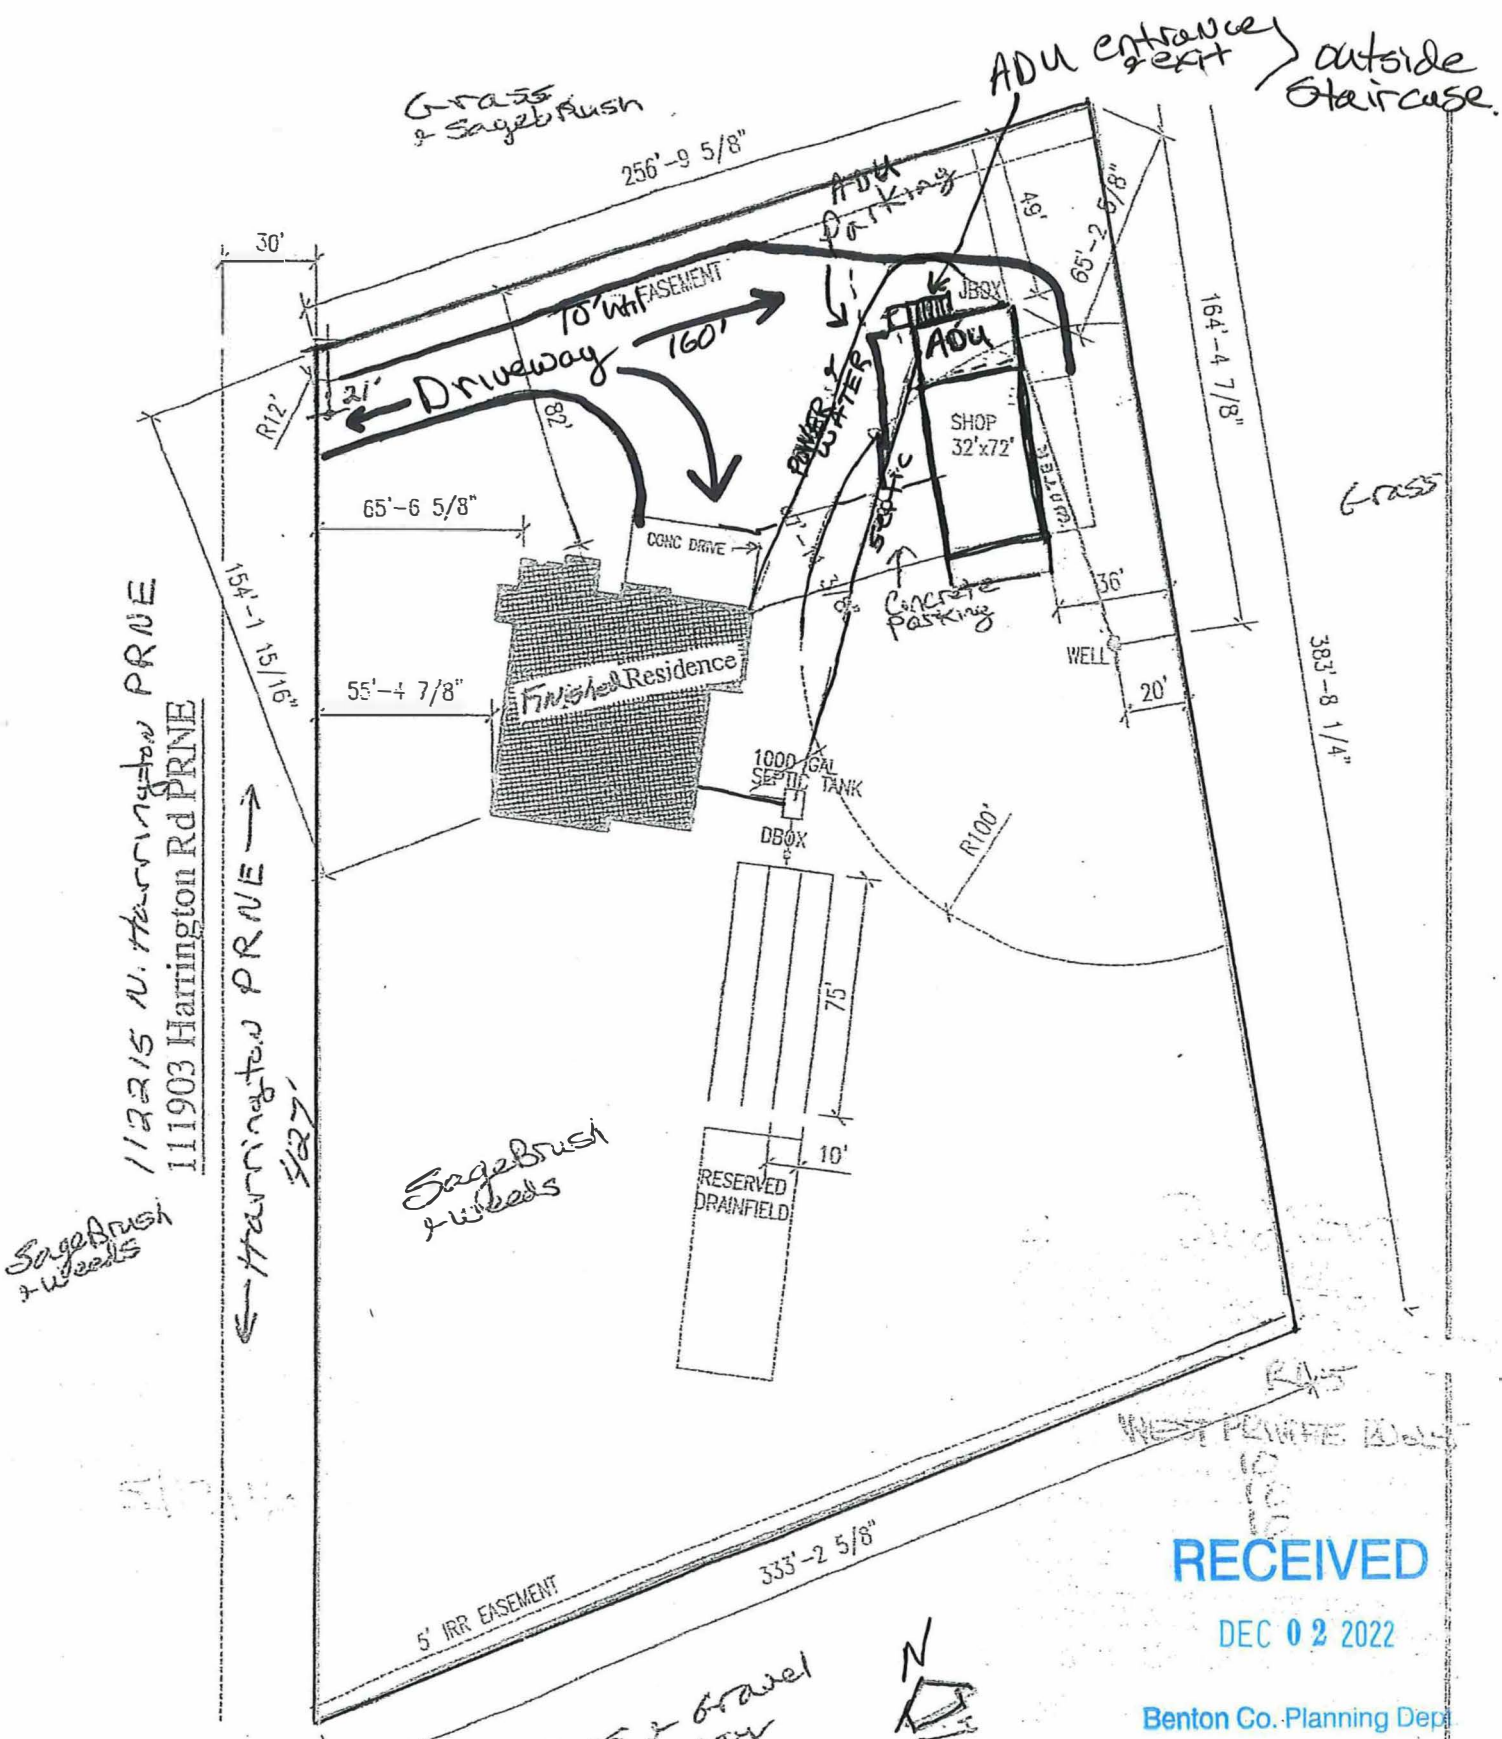 ADU entrance
& exit
outside
staircase.
Grass
& Sagebrush
256'-9 5/8"
ADU
Parking
30'
49'
65'-2 5/8"
EASEMENT
JBOX
ADU
160'
Driveway
21'
R12'
82'
POWER &
WATER
SEPTIC
SHOP
32'x72'
WATER
164'-4 7/8"
Grass
65'-6 5/8"
CONC DRIVE
Concrete
Parking
36'
WELL
20'
383'-8 1/4"
154'-1 15/16"
55'-4 7/8"
Finished Residence
1000 GAL
SEPTIC TANK
DBOX
R100'
75'
10'
RESERVED
DRAINFIELD
112215 N. Harrington PRNE
111903 Harrington Rd PRNE
Harrington PRNE
427'
SageBrush
& Weeds
SageBrush
& Weeds
5' IRR EASEMENT
333'-2 5/8"
& Gravel
N
RECEIVED
DEC 02 2022
Benton Co. Planning Dept